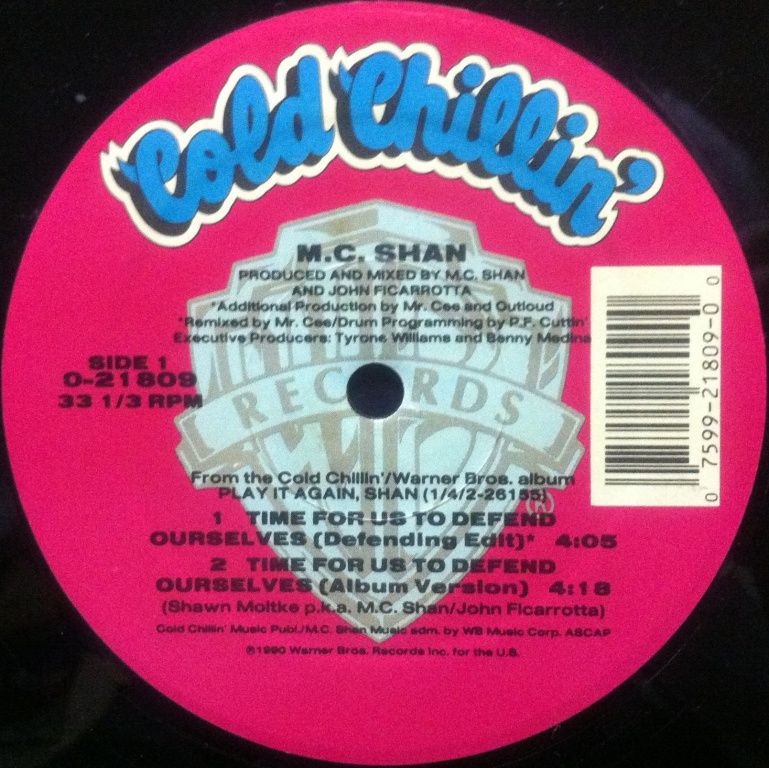 Cold Chillin'
M.C. SHAN
PRODUCED AND MIXED BY M.C. SHAN
AND JOHN FICARROTTA
*Additional Production by Mr. Cee and Outloud
*Remixed by Mr. Cee/Drum Programming by P.F. Cuttin'
Executive Producers: Tyrone Williams and Benny Medina
SIDE 1
0-21809
33 1/3 RPM
RECORDS
0 7599-21809-0 0
From the Cold Chillin'/Warner Bros. album
PLAY IT AGAIN, SHAN (1/4/2-26155)
®
1 TIME FOR US TO DEFEND
OURSELVES (Defending Edit)* 4:05
2 TIME FOR US TO DEFEND
OURSELVES (Album Version) 4:18
(Shawn Moltke p.k.a. M.C. Shan/John Ficarrotta)
Cold Chillin' Music Publ./M.C. Shan Music adm. by WB Music Corp. ASCAP
℗1990 Warner Bros. Records Inc. for the U.S.